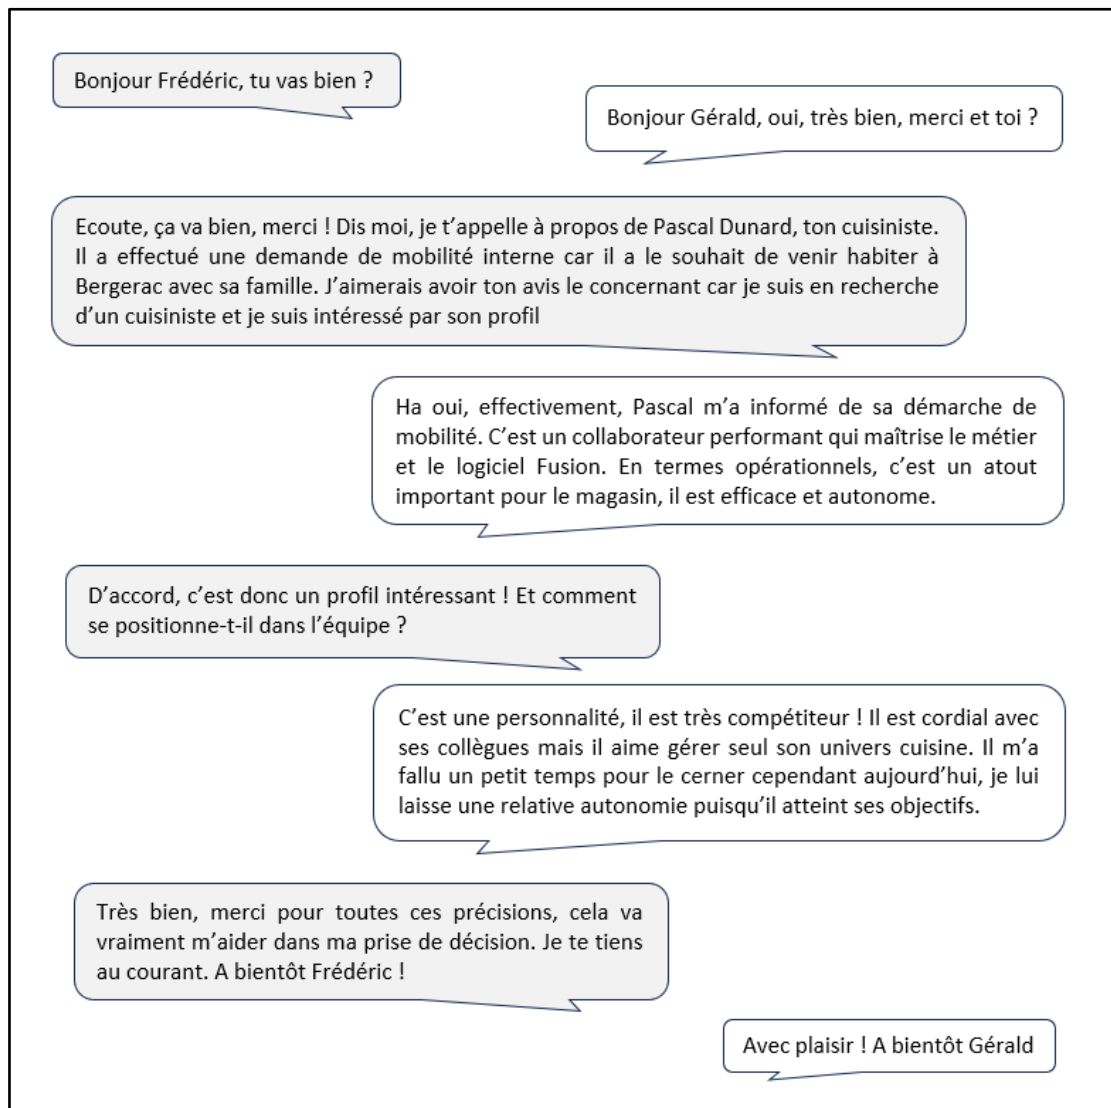 Bonjour Frédéric, tu vas bien ?
Bonjour Gérald, oui, très bien, merci et toi ?
Ecoute, ça va bien, merci ! Dis moi, je t’appelle à propos de Pascal Dunard, ton cuisiniste.
Il a effectué une demande de mobilité interne car il a le souhait de venir habiter à
Bergerac avec sa famille. J’aimerais avoir ton avis le concernant car je suis en recherche
d’un cuisiniste et je suis intéressé par son profil
Ha oui, effectivement, Pascal m’a informé de sa démarche de
mobilité. C’est un collaborateur performant qui maîtrise le métier
et le logiciel Fusion. En termes opérationnels, c’est un atout
important pour le magasin, il est efficace et autonome.
D’accord, c’est donc un profil intéressant ! Et comment
se positionne-t-il dans l’équipe ?
C’est une personnalité, il est très compétiteur ! Il est cordial avec
ses collègues mais il aime gérer seul son univers cuisine. Il m’a
fallu un petit temps pour le cerner cependant aujourd’hui, je lui
laisse une relative autonomie puisqu’il atteint ses objectifs.
Très bien, merci pour toutes ces précisions, cela va
vraiment m’aider dans ma prise de décision. Je te tiens
au courant. A bientôt Frédéric !
Avec plaisir ! A bientôt Gérald